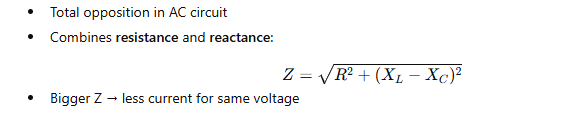 • Total opposition in AC circuit
• Combines resistance and reactance:
Z = √R² + (X_L − X_C)²
• Bigger Z → less current for same voltage